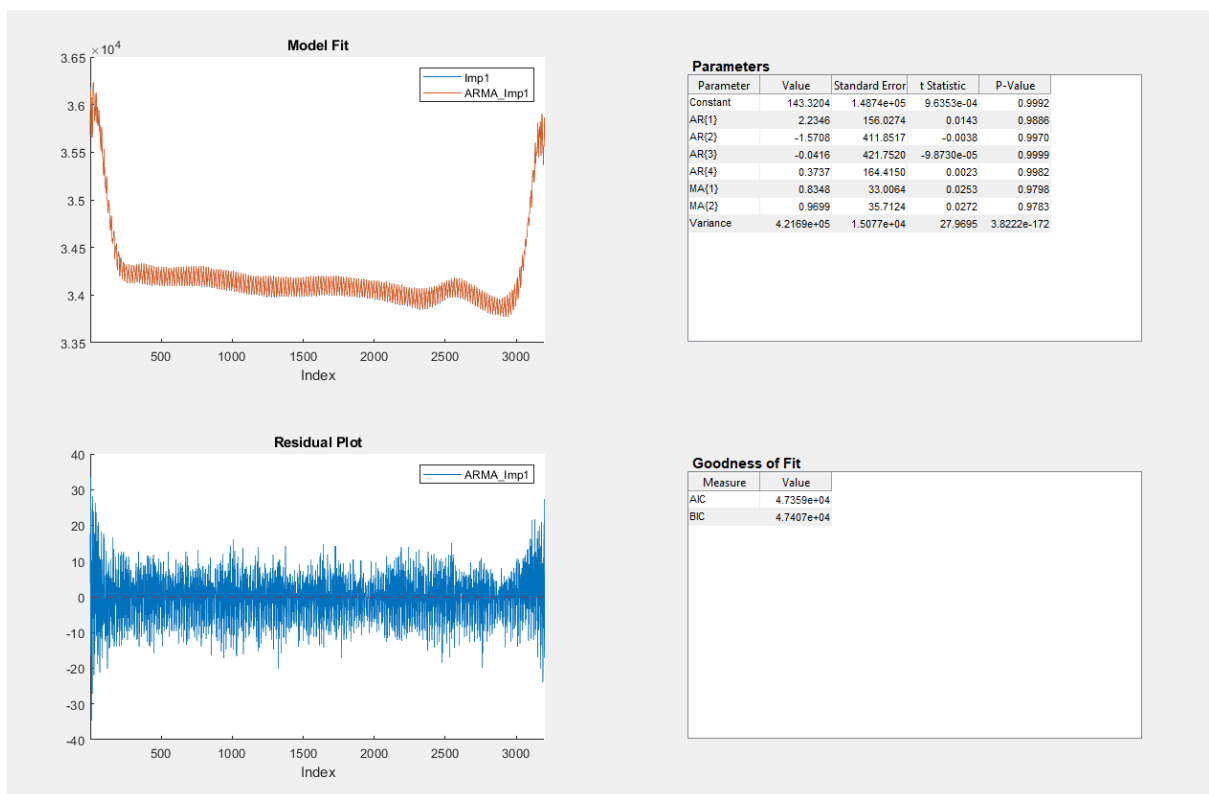 Model Fit
×10⁴
3.65
3.6
3.55
3.5
3.45
3.4
3.35
Imp1
ARMA_Imp1
500 1000 1500 2000 2500 3000
Index
Parameters
Parameter Value Standard Error t Statistic P-Value
Constant 143.3204 1.4874e+05 9.6353e-04 0.9992
AR{1} 2.2346 156.0274 0.0143 0.9886
AR{2} -1.5708 411.8517 -0.0038 0.9970
AR{3} -0.0416 421.7520 -9.8730e-05 0.9999
AR{4} 0.3737 164.4150 0.0023 0.9982
MA{1} 0.8348 33.0064 0.0253 0.9798
MA{2} 0.9699 35.7124 0.0272 0.9783
Variance 4.2169e+05 1.5077e+04 27.9695 3.8222e-172
Residual Plot
40
30
20
10
0
-10
-20
-30
-40
ARMA_Imp1
500 1000 1500 2000 2500 3000
Index
Goodness of Fit
Measure Value
AIC 4.7359e+04
BIC 4.7407e+04